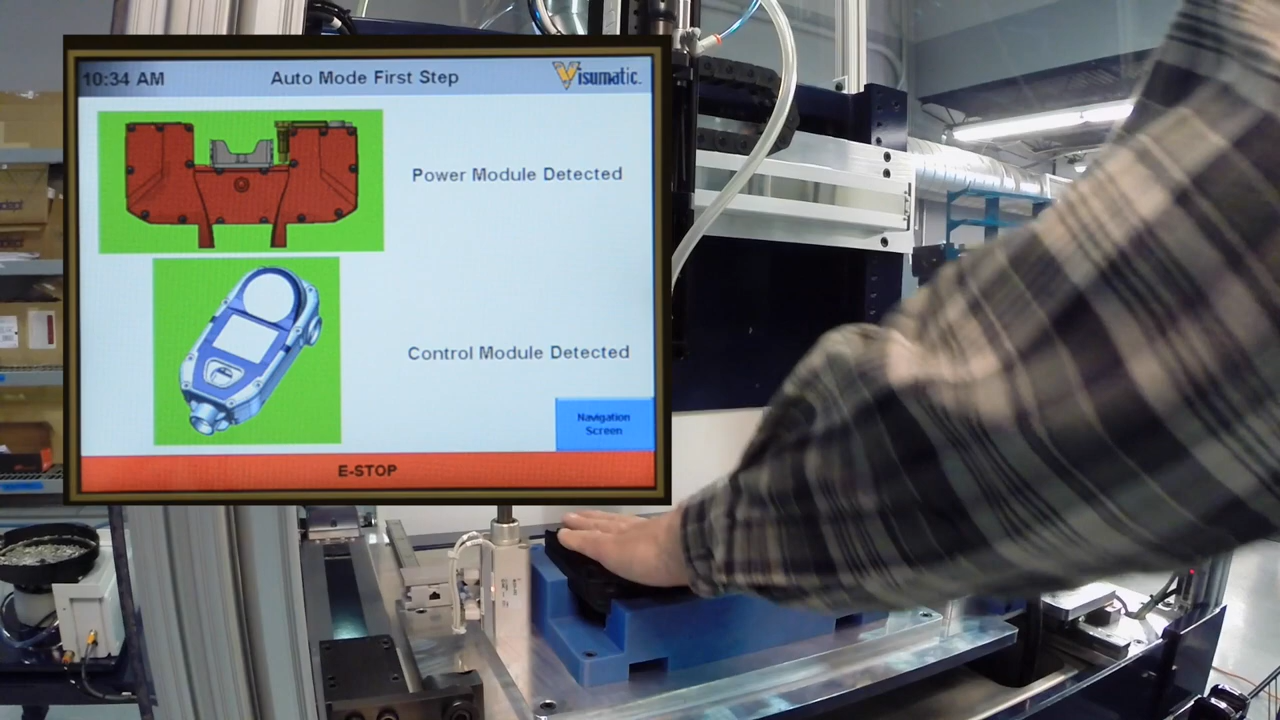 10:34 AM
Auto Mode First Step
Visumatic
Power Module Detected
Control Module Detected
Navigation
Screen
E-STOP